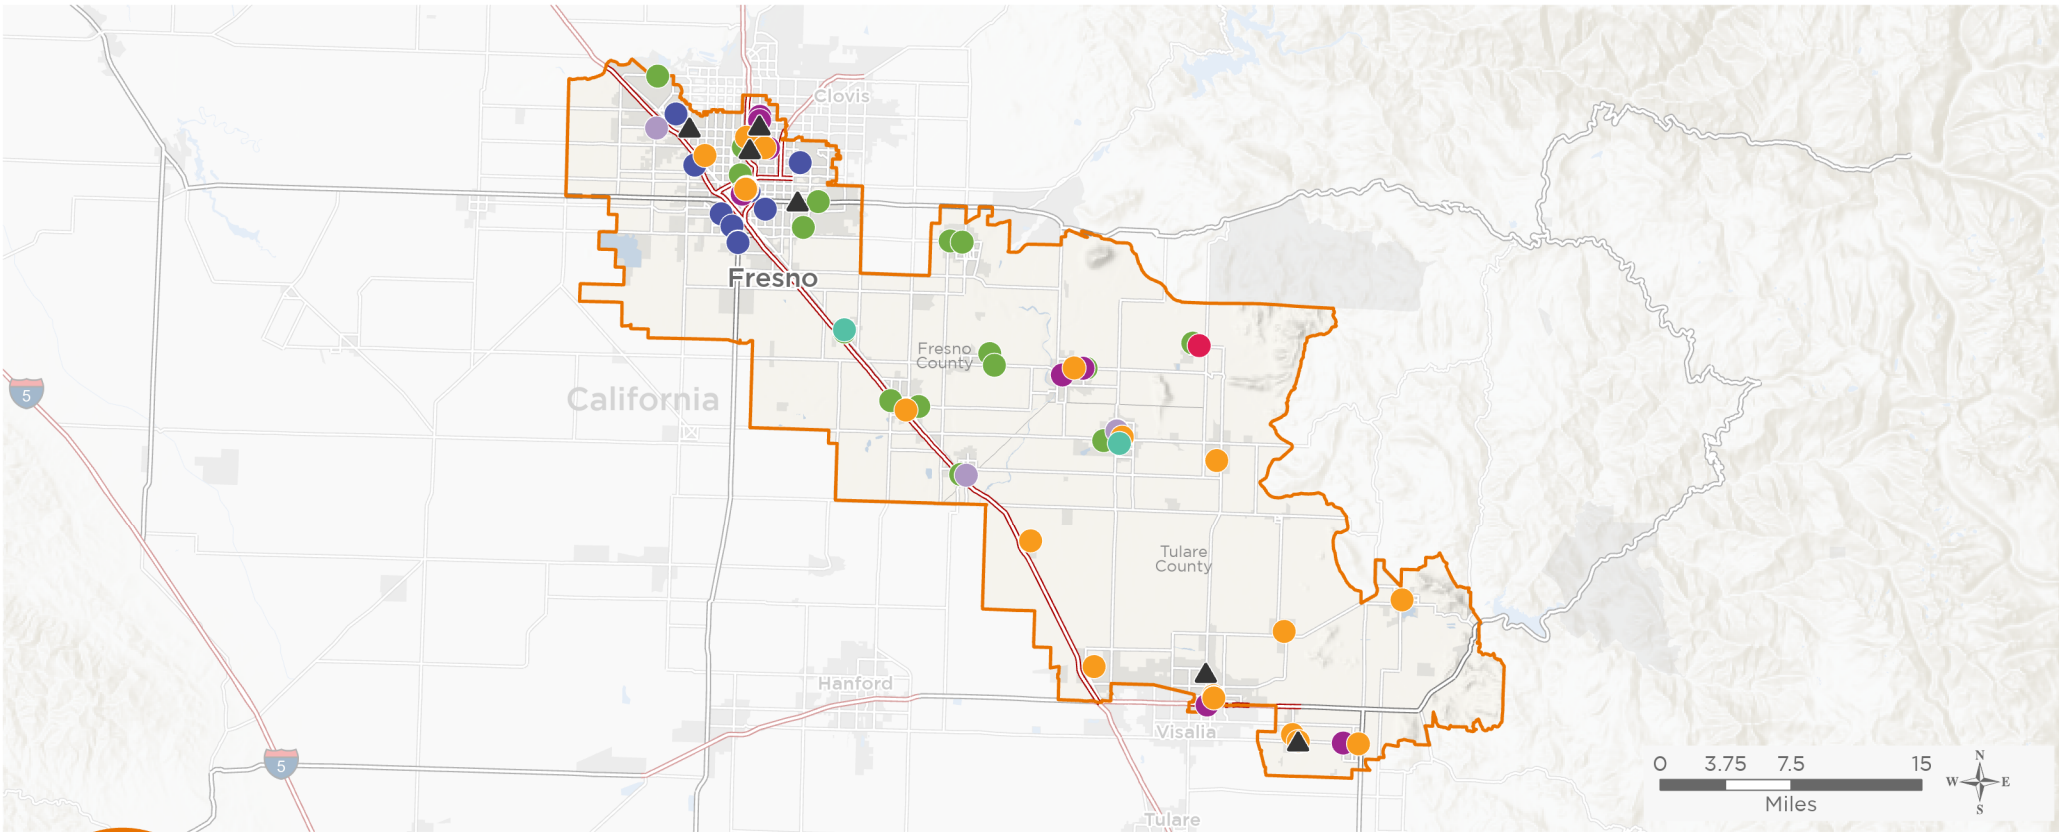 Clovis
Fresno
Fresno
County
5
California
Tulare
County
Hanford
Visalia
5
Tulare
0 3.75 7.5 15
Miles
N
W E
S